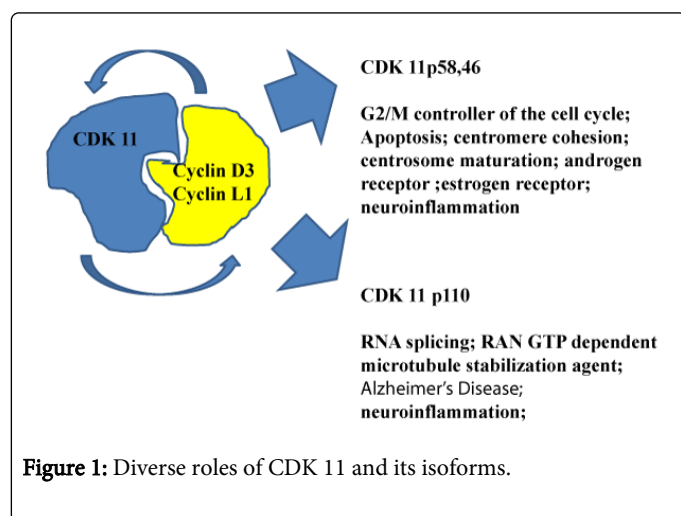 CDK 11
Cyclin D3
Cyclin L1
CDK 11p58,46
G2/M controller of the cell cycle;
Apoptosis; centromere cohesion;
centrosome maturation; androgen
receptor ;estrogen receptor;
neuroinflammation
CDK 11 p110
RNA splicing; RAN GTP dependent
microtubule stabilization agent;
Alzheimer's Disease;
neuroinflammation;
Figure 1: Diverse roles of CDK 11 and its isoforms.